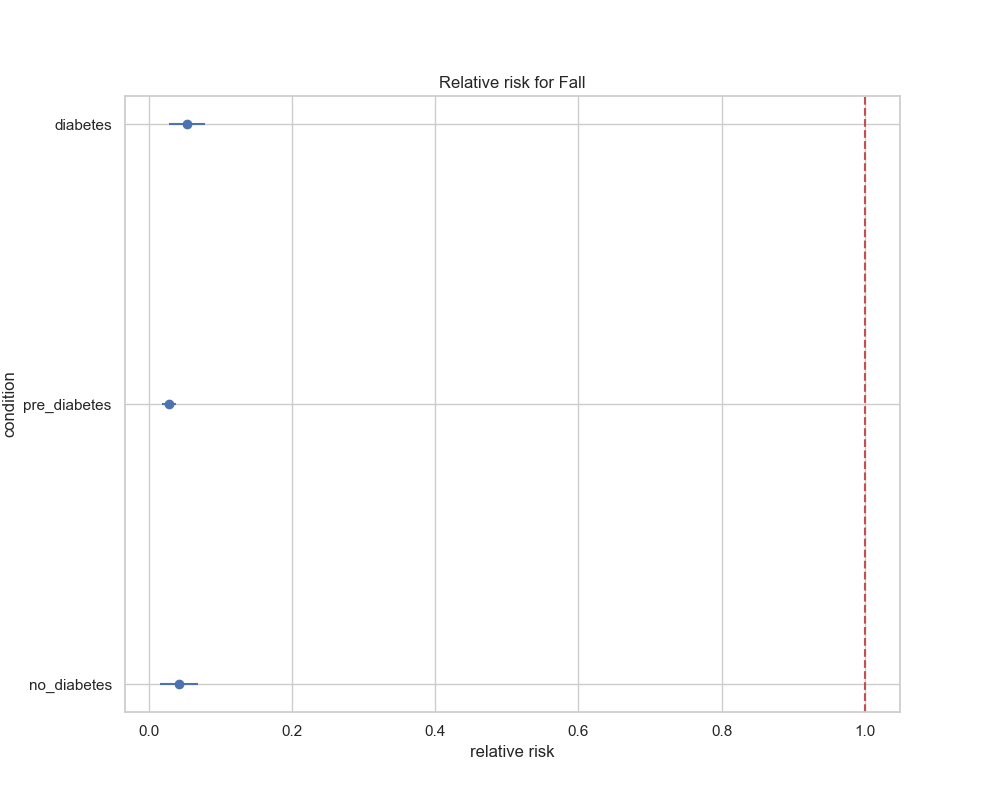 Relative risk for Fall
diabetes
pre_diabetes
no_diabetes
condition
0.0 0.2 0.4 0.6 0.8 1.0
relative risk